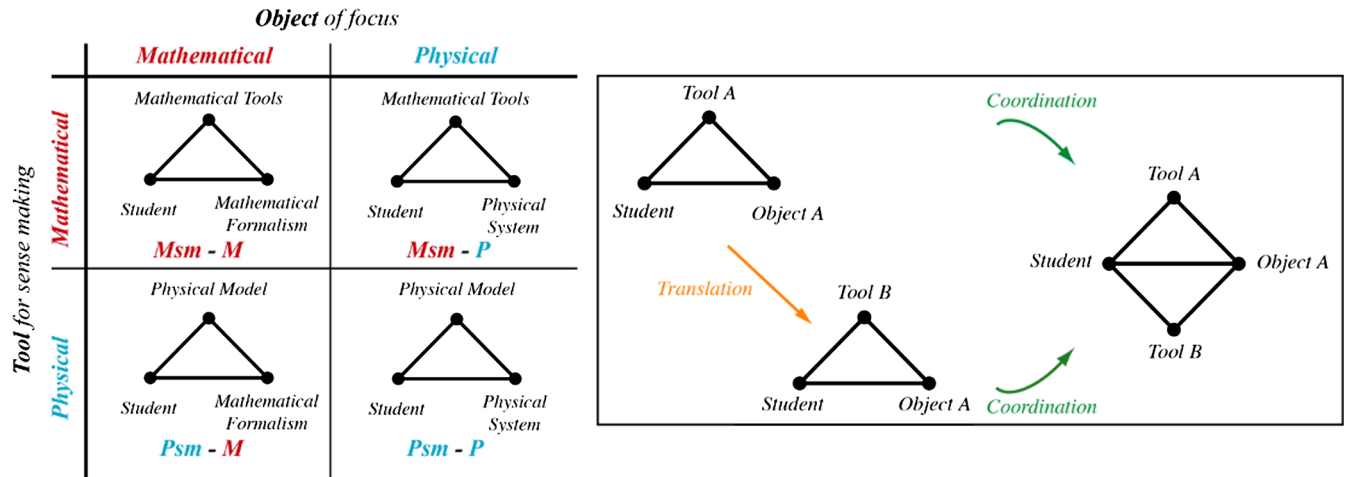 Object of focus
Mathematical
Physical
Tool for sense making
Mathematical
Mathematical Tools
Student
Mathematical
Formalism
Msm - M
Mathematical Tools
Student
Physical
System
Msm - P
Physical
Physical Model
Student
Mathematical
Formalism
Psm - M
Physical Model
Student
Physical
System
Psm - P
Tool A
Student
Object A
Translation
Tool B
Student
Object A
Coordination
Coordination
Tool A
Student
Object A
Tool B